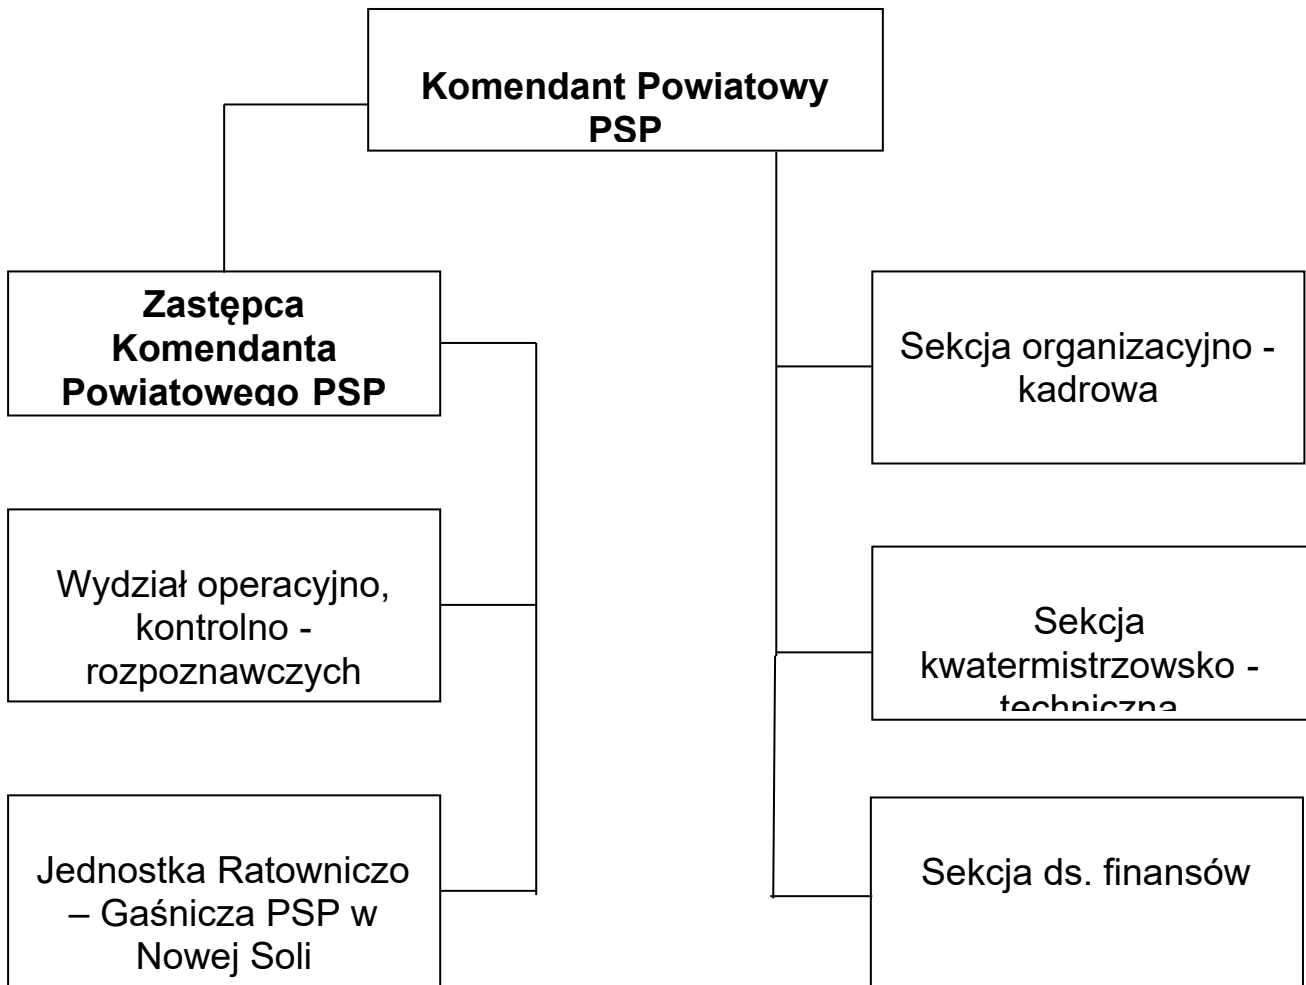 Komendant Powiatowy
PSP
Zastępca
Komendanta
Powiatowego PSP
Sekcja organizacyjno -
kadrowa
Wydział operacyjno,
kontrolno -
rozpoznawczych
Sekcja
kwatermistrzowsko -
techniczna
Jednostka Ratowniczo
– Gaśnicza PSP w
Nowej Soli
Sekcja ds. finansów